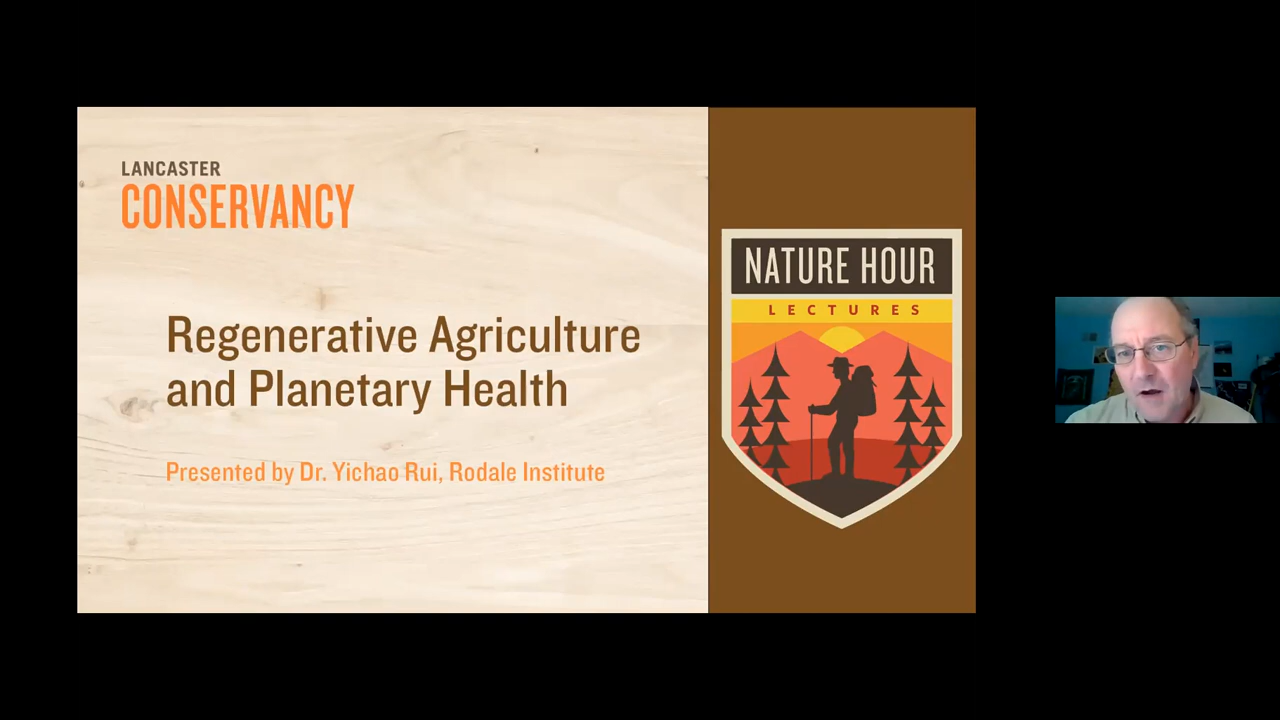 LANCASTER
CONSERVANCY
Regenerative Agriculture
and Planetary Health
Presented by Dr. Yichao Rui, Rodale Institute
NATURE HOUR
LECTURES